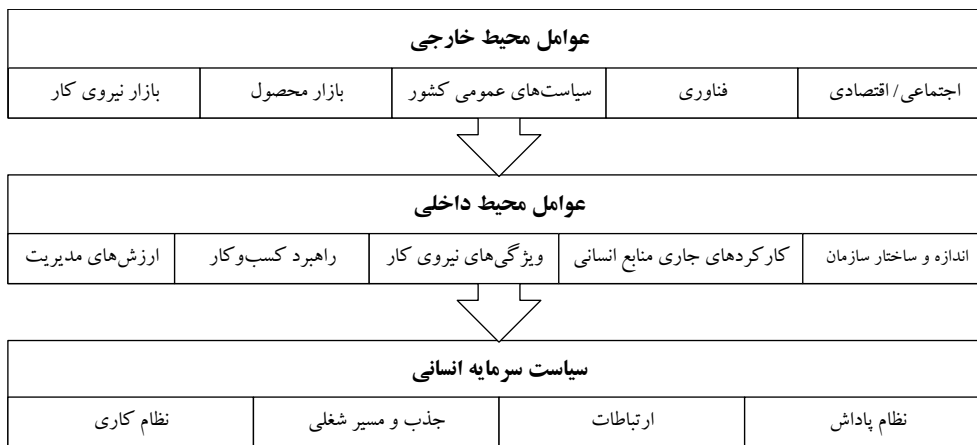 عوامل محیط خارجی
اجتماعی/ اقتصادی
فناوری
سیاست‌های عمومی کشور
بازار محصول
بازار نیروی کار
عوامل محیط داخلی
اندازه و ساختار سازمان
کارکردهای جاری منابع انسانی
ویژگی‌های نیروی کار
راهبرد کسب‌وکار
ارزش‌های مدیریت
سیاست سرمایه انسانی
نظام پاداش
ارتباطات
جذب و مسیر شغلی
نظام کاری